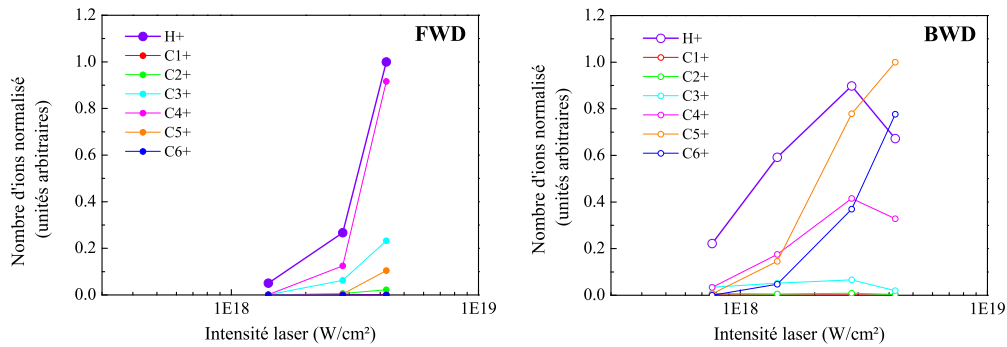 FWD
H+
C1+
C2+
C3+
C4+
C5+
C6+
Nombre d'ions normalisé
(unités arbitraires)
1.2
1.0
0.8
0.6
0.4
0.2
0.0
1E18
1E19
Intensité laser (W/cm²)
BWD
H+
C1+
C2+
C3+
C4+
C5+
C6+
Nombre d'ions normalisé
(unités arbitraires)
1.2
1.0
0.8
0.6
0.4
0.2
0.0
1E18
1E19
Intensité laser (W/cm²)